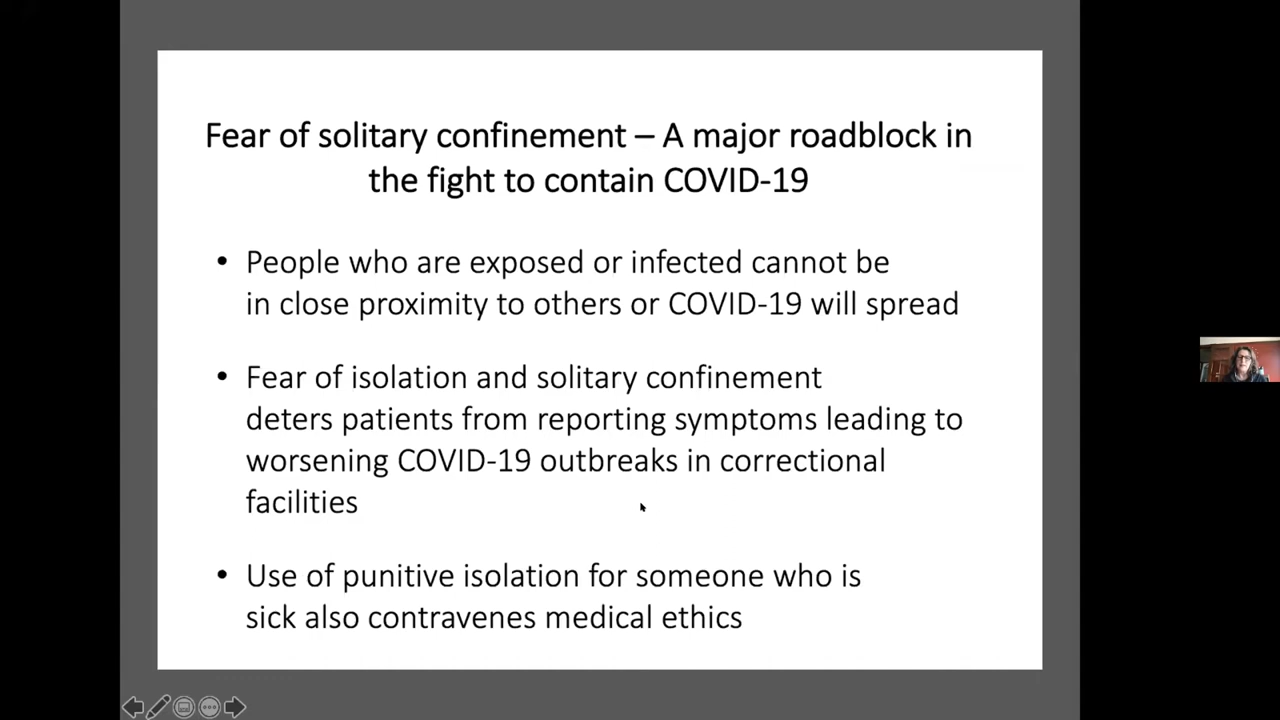 Fear of solitary confinement – A major roadblock in
the fight to contain COVID-19
• People who are exposed or infected cannot be
in close proximity to others or COVID-19 will spread
• Fear of isolation and solitary confinement
deters patients from reporting symptoms leading to
worsening COVID-19 outbreaks in correctional
facilities
• Use of punitive isolation for someone who is
sick also contravenes medical ethics